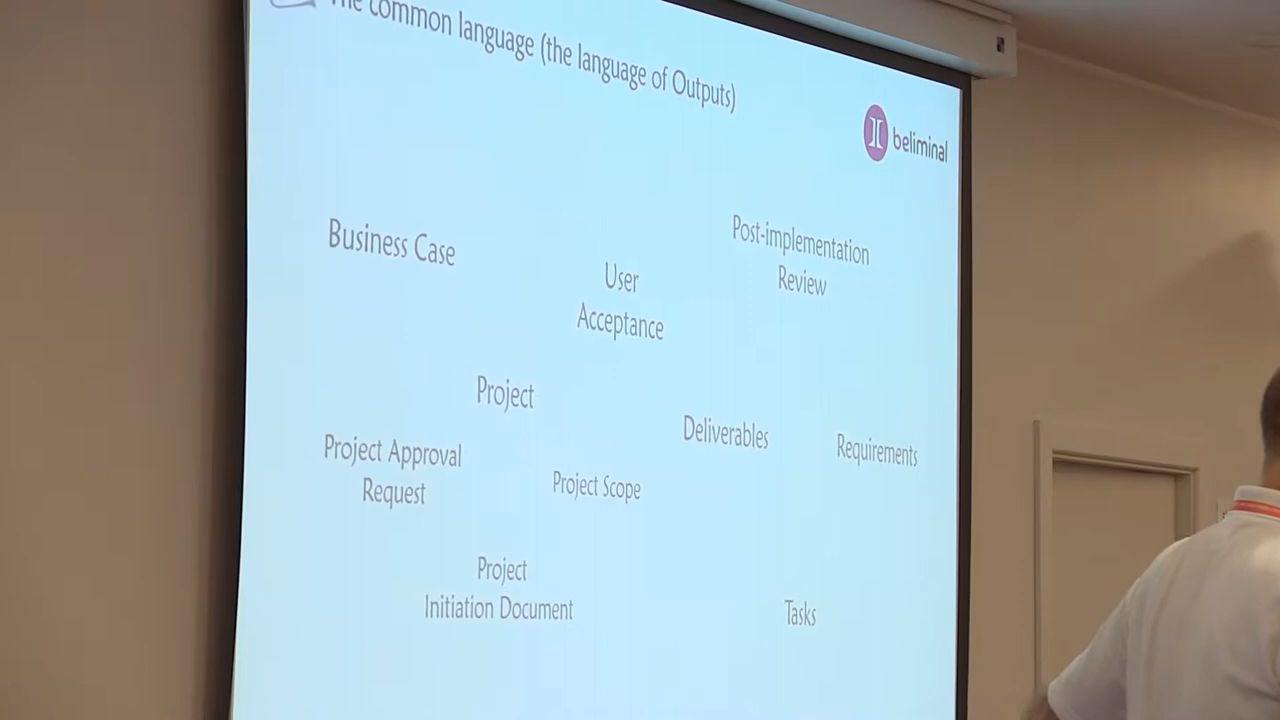 The common language (the language of Outputs)
beliminal
Business Case
User
Acceptance
Post-implementation
Review
Project
Deliverables
Requirements
Project Approval
Request
Project Scope
Project
Initiation Document
Tasks